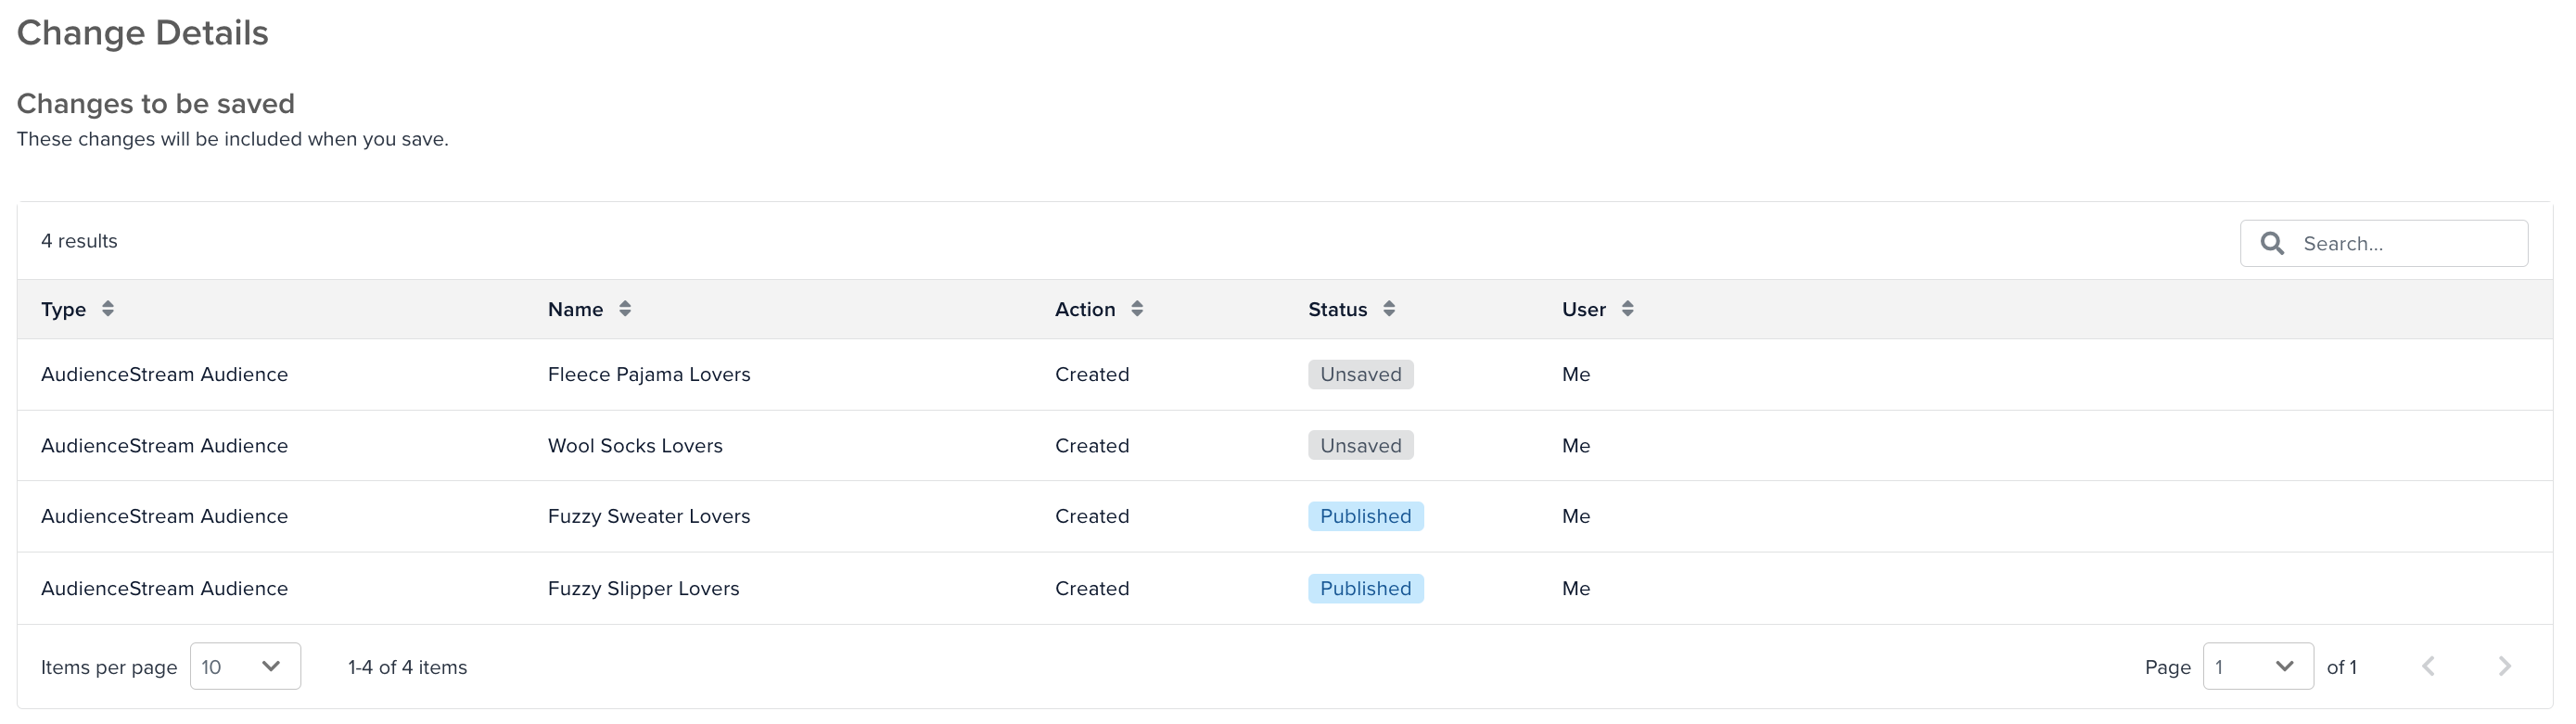 Change Details
Changes to be saved
These changes will be included when you save.
4 results
Search...
Type Name Action Status User
AudienceStream Audience Fleece Pajama Lovers Created Unsaved Me
AudienceStream Audience Wool Socks Lovers Created Unsaved Me
AudienceStream Audience Fuzzy Sweater Lovers Created Published Me
AudienceStream Audience Fuzzy Slipper Lovers Created Published Me
Items per page 10 1-4 of 4 items Page 1 of 1